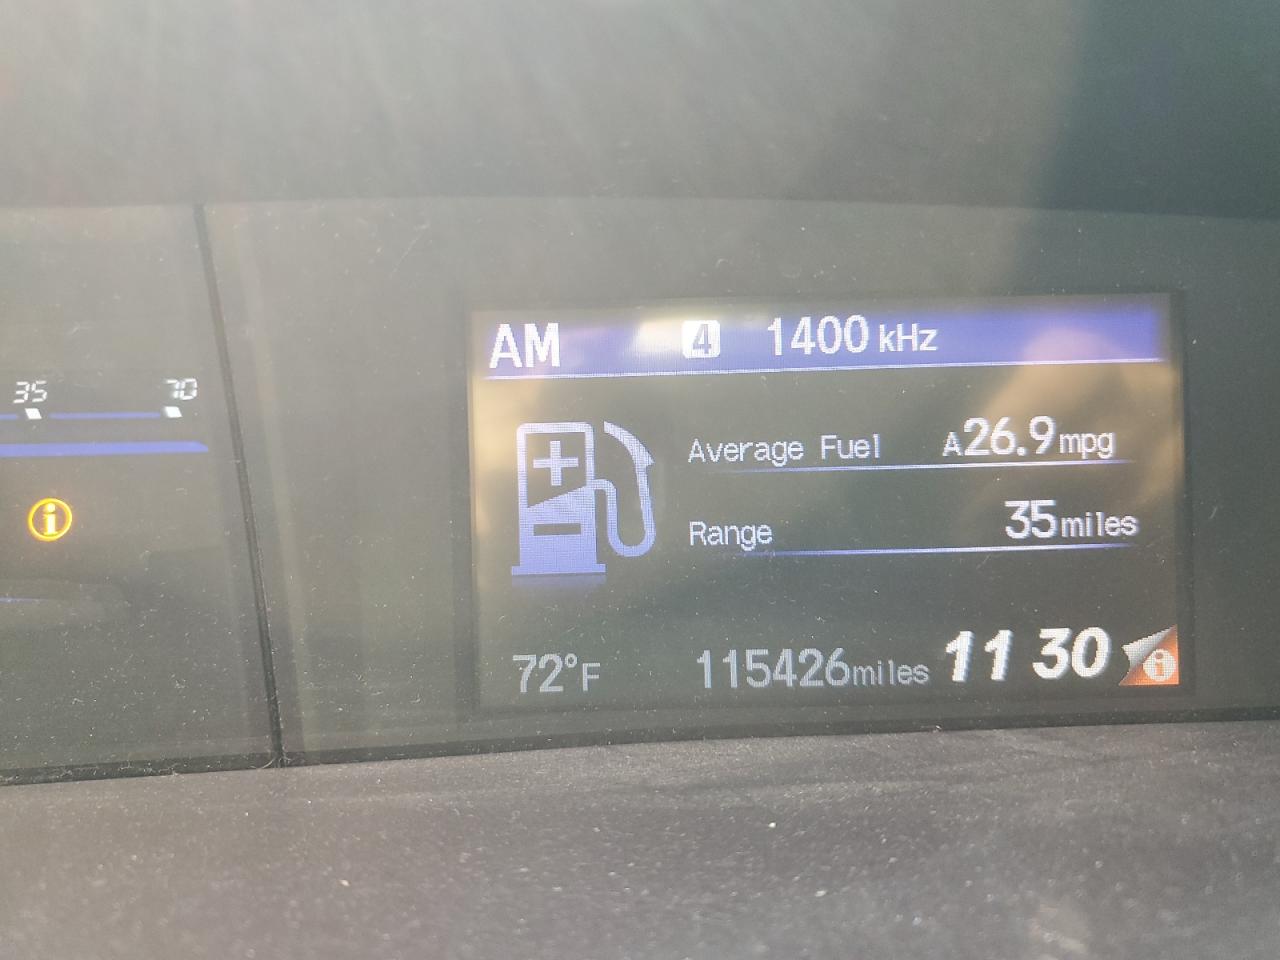 AM 4 1400 kHz
35 70
Average Fuel A26.9mpg
Range 35miles
72°F 115426miles 11 30
i
i